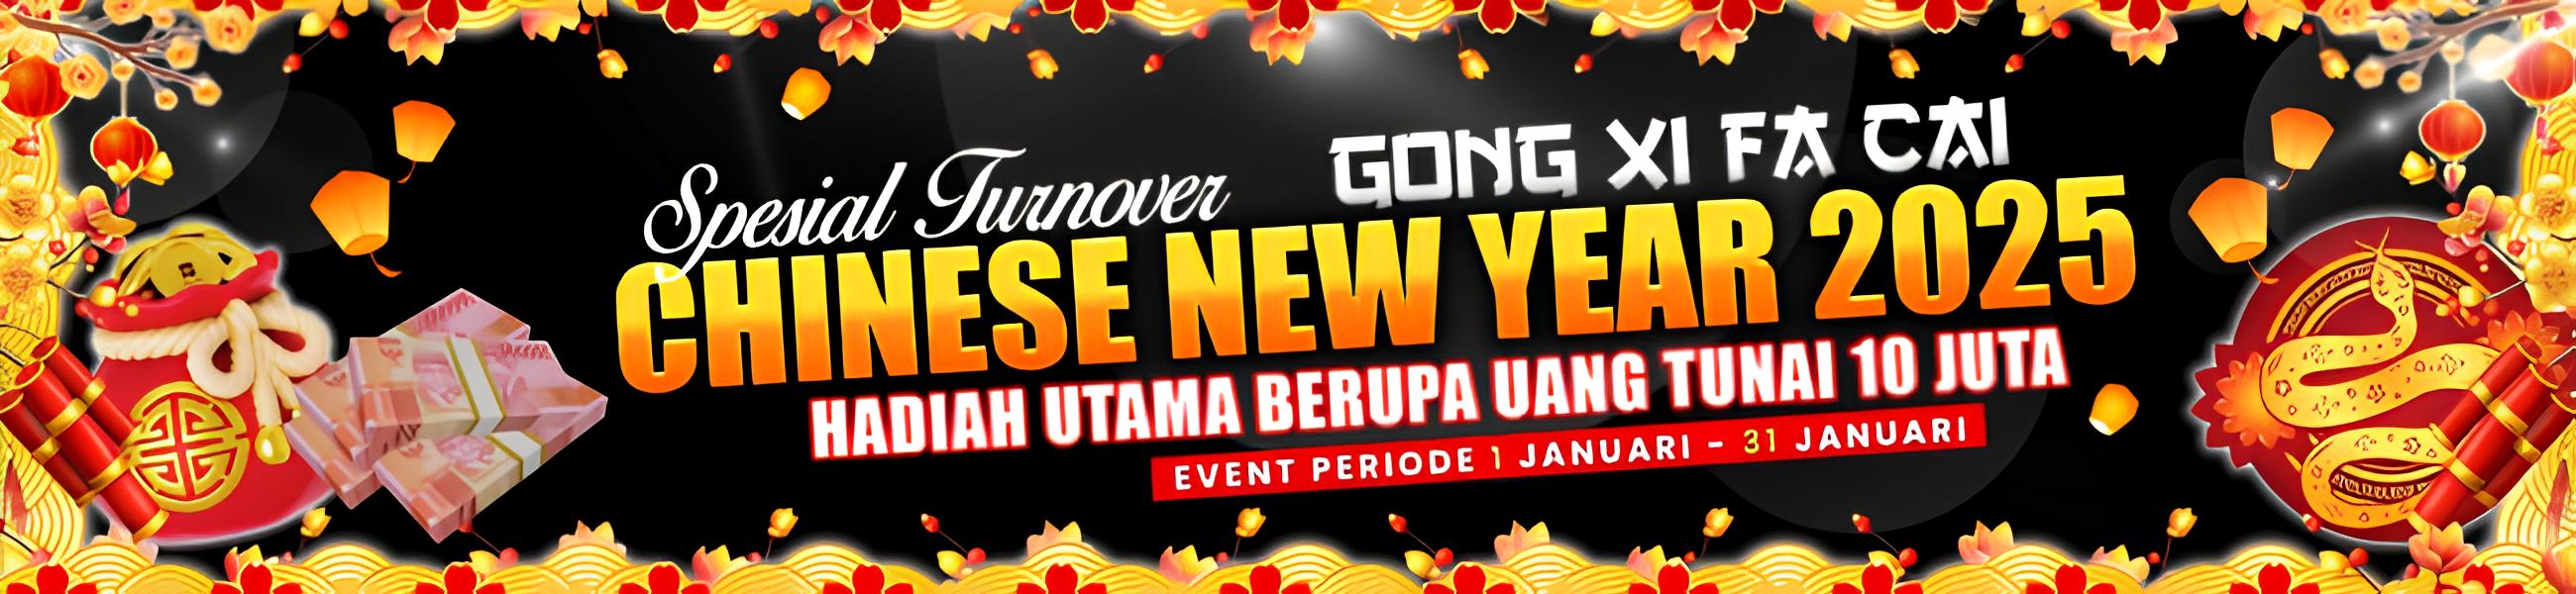 Spesial Turnover
GONG XI FA CAI
CHINESE NEW YEAR 2025
HADIAH UTAMA BERUPA UANG TUNAI 10 JUTA
EVENT PERIODE 1 JANUARI - 31 JANUARI